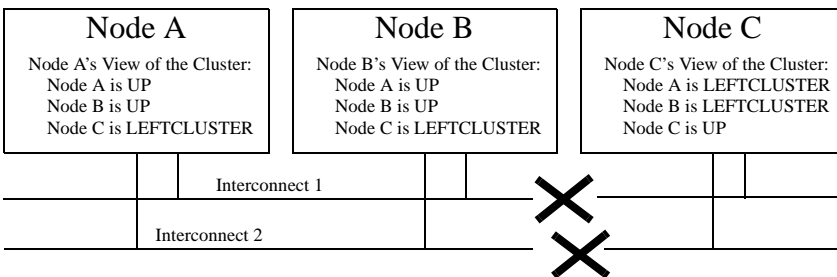 Node A
Node A's View of the Cluster:
Node A is UP
Node B is UP
Node C is LEFTCLUSTER
Node B
Node B's View of the Cluster:
Node A is UP
Node B is UP
Node C is LEFTCLUSTER
Node C
Node C's View of the Cluster:
Node A is LEFTCLUSTER
Node B is LEFTCLUSTER
Node C is UP
Interconnect 1
Interconnect 2